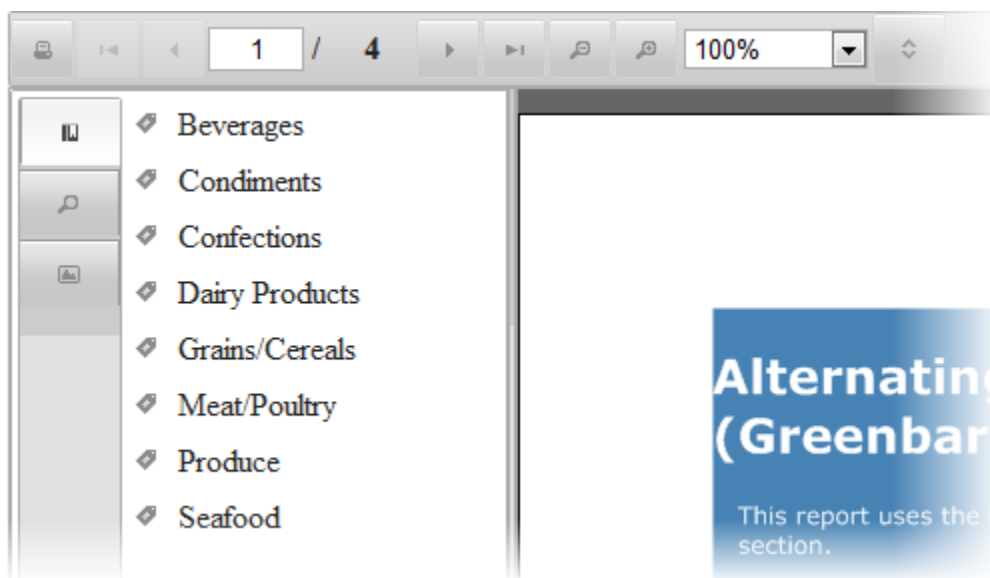 1 / 4 100%
Beverages
Condiments
Confections
Dairy Products
Grains/Cereals
Meat/Poultry
Produce
Seafood
Alternating
(Greenbar
This report uses the
section.